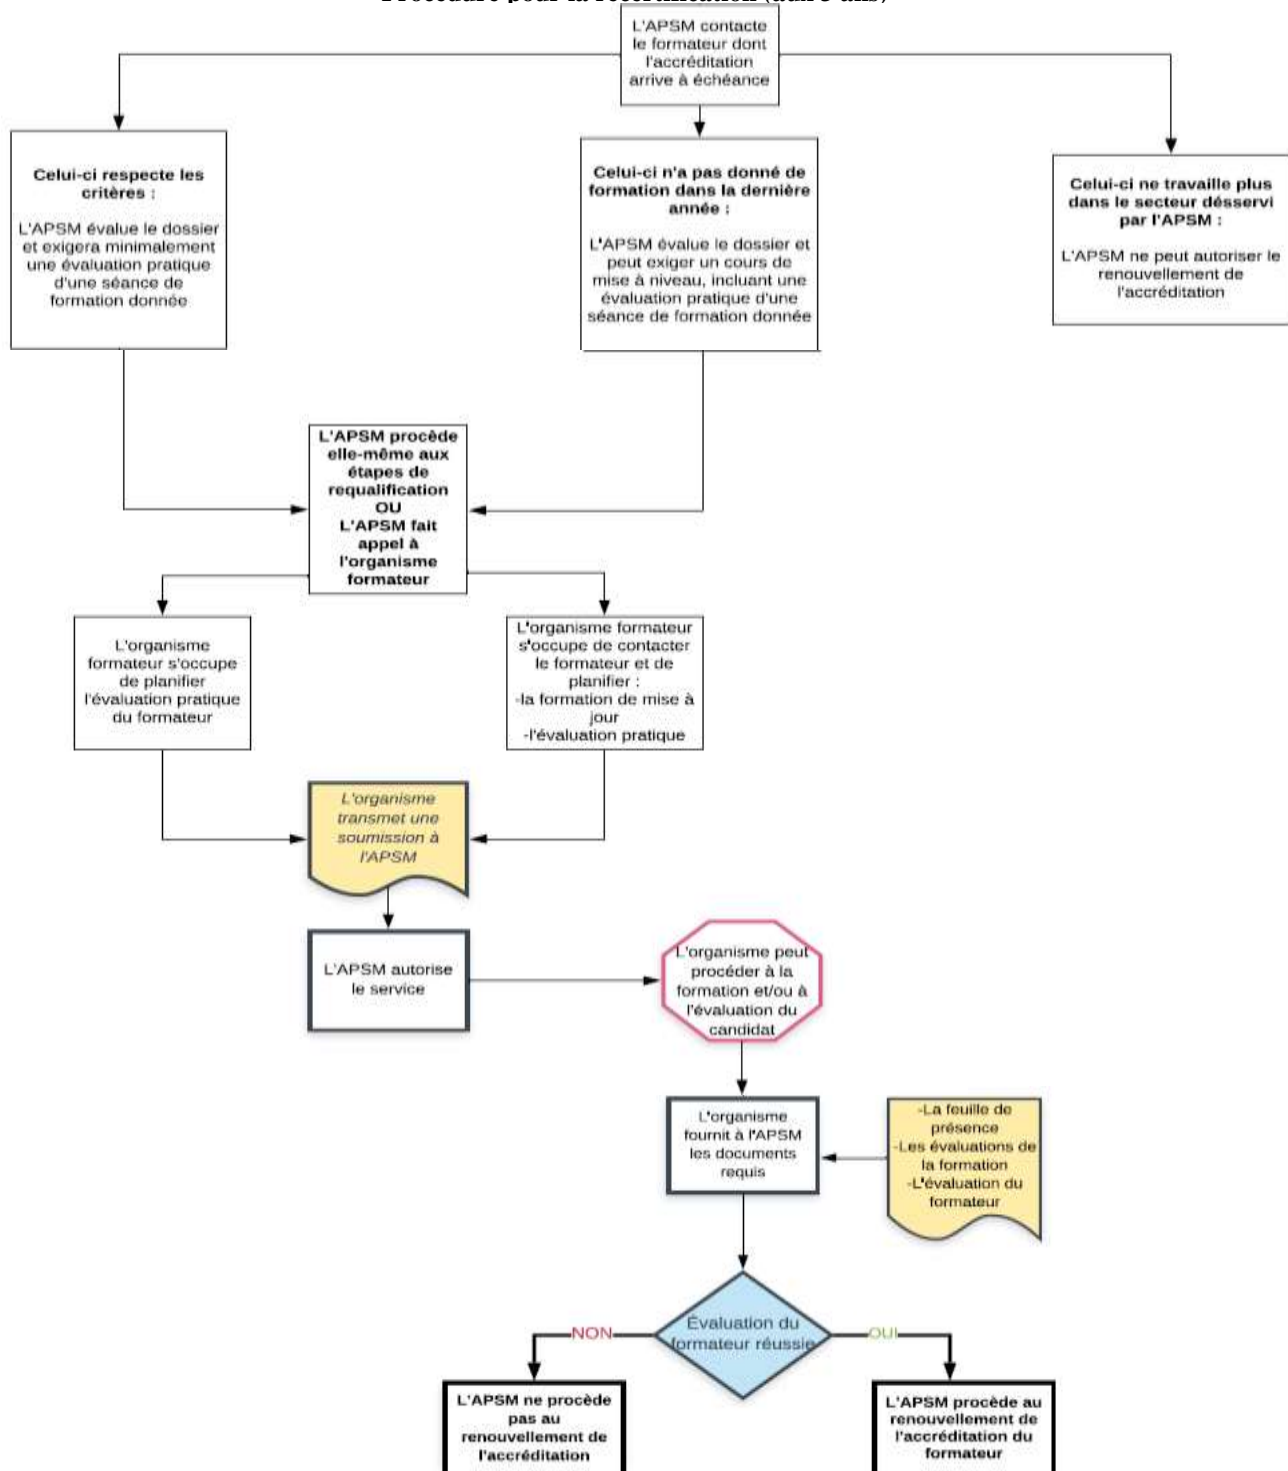 Procédure pour la recertification (aux 3 ans)
L'APSM contacte
le formateur dont
l'accréditation
arrive à échéance
Celui-ci respecte les
critères :
L'APSM évalue le dossier
et exigera minimalement
une évaluation pratique
d'une séance de
formation donnée
Celui-ci n'a pas donné de
formation dans la dernière
année :
L'APSM évalue le dossier et
peut exiger un cours de
mise à niveau, incluant une
évaluation pratique d'une
séance de formation donnée
Celui-ci ne travaille plus
dans le secteur désservi
par l'APSM :
L'APSM ne peut autoriser le
renouvellement de
l'accréditation
L'APSM procède
elle-même aux
étapes de
requalification
OU
L'APSM fait
appel à
l'organisme
formateur
L'organisme
formateur s'occupe
de planifier
l'évaluation pratique
du formateur
L'organisme formateur
s'occupe de contacter
le formateur et de
planifier :
-la formation de mise à
jour
-l'évaluation pratique
L'organisme
transmet une
soumission à
l'APSM
L'APSM autorise
le service
L'organisme peut
procéder à la
formation et/ou à
l'évaluation du
candidat
L'organisme
fournit à l'APSM
les documents
requis
-La feuille de
présence
-Les évaluations de
la formation
-L'évaluation du
formateur
Évaluation du
formateur réussie
NON
OUI
L'APSM ne procède
pas au
renouvellement de
l'accréditation
L'APSM procède au
renouvellement de
l'accréditation du
formateur